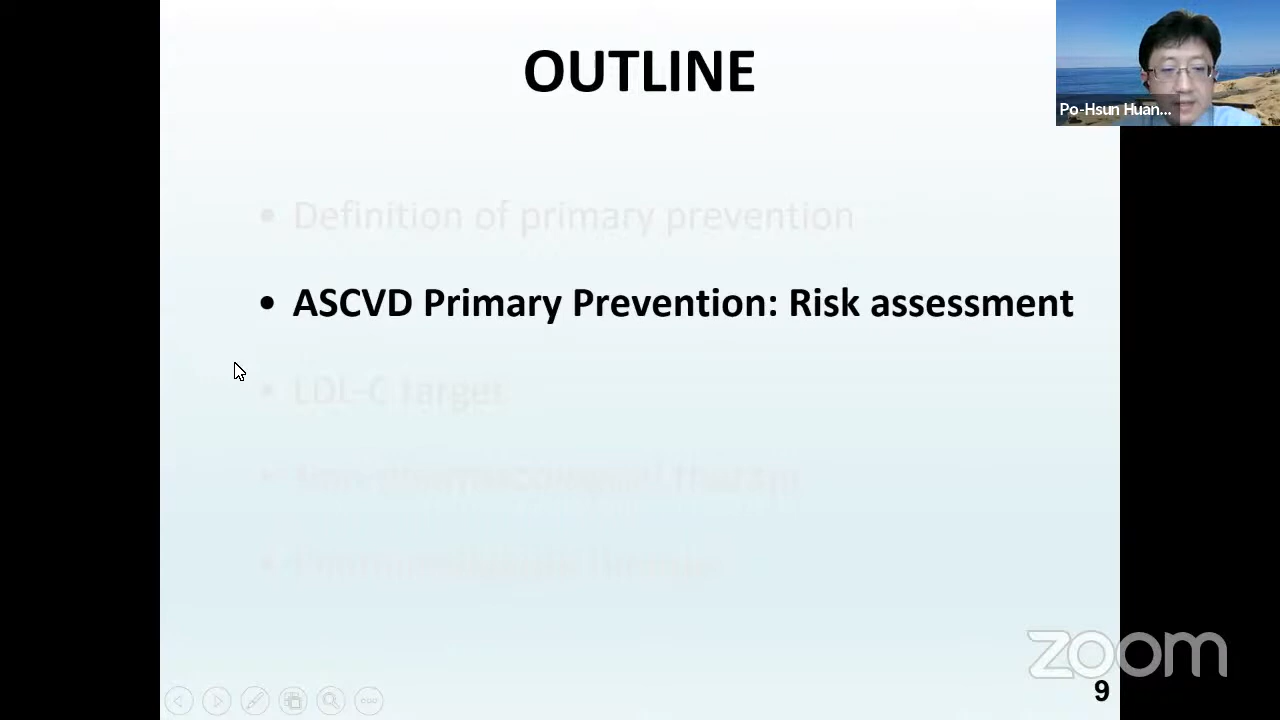 OUTLINE
Po-Hsun Huan...
• Definition of primary prevention
• ASCVD Primary Prevention: Risk assessment
• LDL-C target
zoom
9